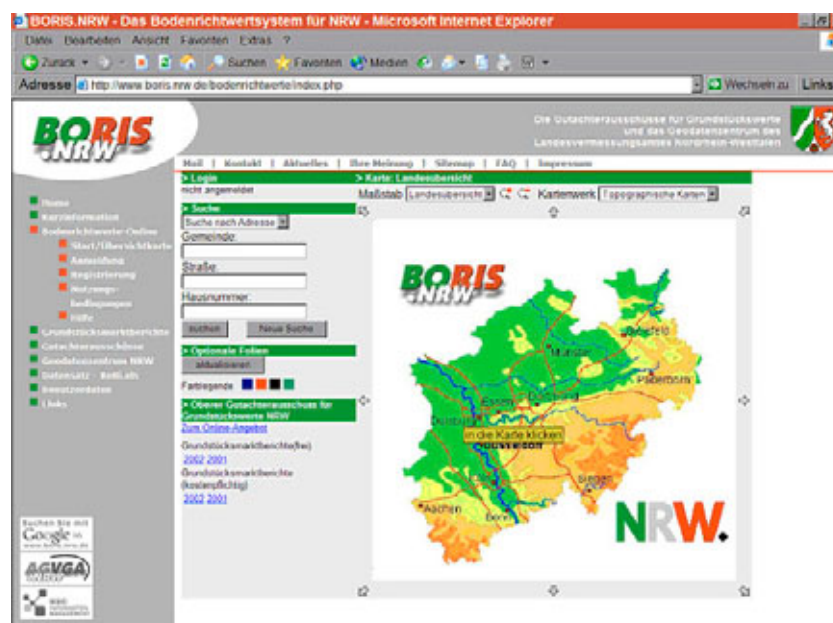 BORIS.NRW - Das Bodenrichtwertsystem für NRW - Microsoft Internet Explorer
Datei Bearbeiten Ansicht Favoriten Extras ?
Zurück Suchen Favoriten Medien
Adresse http://www.boris.nrw.de/bodenrichtwerte/index.php Wechseln zu Links
BORIS
.NRW
Die Gutachterausschüsse für Grundstückswerte
und das Geodatenzentrum des
Landesvermessungsamtes Nordrhein-Westfalen
Mail | Kontakt | Aktuelles | Ihre Meinung | Sitemap | FAQ | Impressum
> Login
nicht angemeldet
> Karte: Landesübersicht
Maßstab Landesübersicht Kartenwerk Topographische Karten
> Suche
Suche nach Adresse
Gemeinde:
Straße:
Hausnummer:
suchen Neue Suche
> Optionale Folien
aktualisieren
Farblegende
> Oberer Gutachterausschuss für
Grundstückswerte NRW
Zum Online-Angebot
Grundstücksmarktberichte(frei)
2002 2001
Grundstücksmarktberichte
(kostenpflichtig)
2002 2001
Home
Kurzinformation
Bodenrichtwerte-Online
Start/Übersichtskarte
Anmeldung
Registrierung
Nutzungs-
bedingungen
Hilfe
Grundstücksmarktberichte
Gutachterausschüsse
Geodatenzentrum NRW
Benutzerdaten
Links
Suchen Sie mit
Google
AGVGA
BORIS
.NRW
Bielefeld
Münster
Paderborn
Essen Dortmund
Duisburg
in die Karte klicken
Köln
Siegen
Aachen
Bonn
NRW.